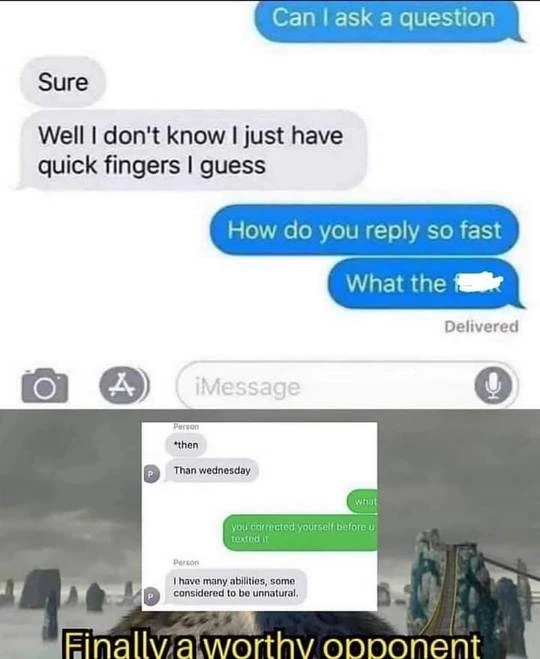 Can I ask a question
Sure
Well I don't know I just have
quick fingers I guess
How do you reply so fast
What the
Delivered
iMessage
Person
*then
P
Than wednesday
what
you corrected yourself before u
texted it
Person
I have many abilities, some
considered to be unnatural.
P
Finally a worthy opponent